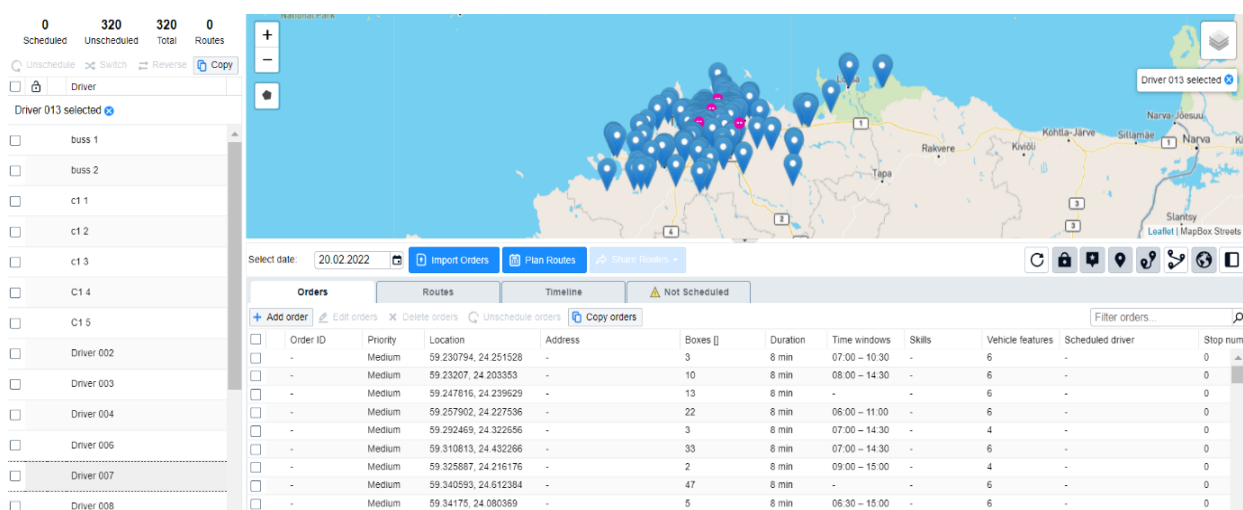 0 320 320 0
Scheduled Unscheduled Total Routes
Unschedule Switch Reverse Copy
Driver
Driver 013 selected
buss 1
buss 2
c1 1
c1 2
c1 3
C1 4
C1 5
Driver 002
Driver 003
Driver 004
Driver 006
Driver 007
Driver 008
National Park
+
−
Driver 013 selected
Loksa
Narva-Jõesuu
Kohtla-Järve Sillamäe 1 Narva
1
Rakvere Kiviõli
Tapa
3
2 3
4
Slantsy
Leaflet | MapBox Streets
Select date: 20.02.2022 Import Orders Plan Routes Share Routes
Orders Routes Timeline Not Scheduled
+ Add order Edit orders Delete orders Unschedule orders Copy orders Filter orders...
Order ID Priority Location Address Boxes [] Duration Time windows Skills Vehicle features Scheduled driver Stop num
- Medium 59.230794, 24.251528 - 3 8 min 07:00 – 10:30 - 6 - 0
- Medium 59.23207, 24.203353 - 10 8 min 08:00 – 14:30 - 6 - 0
- Medium 59.247816, 24.239629 - 13 8 min - - 6 - 0
- Medium 59.257902, 24.227536 - 22 8 min 06:00 – 11:00 - 6 - 0
- Medium 59.292469, 24.322656 - 3 8 min 07:00 – 14:30 - 4 - 0
- Medium 59.310813, 24.432266 - 33 8 min 07:00 – 14:30 - 6 - 0
- Medium 59.325887, 24.216176 - 2 8 min 09:00 – 15:00 - 4 - 0
- Medium 59.340593, 24.612384 - 47 8 min - - 6 - 0
- Medium 59.34175, 24.080369 - 5 8 min 06:30 – 15:00 - 6 - 0